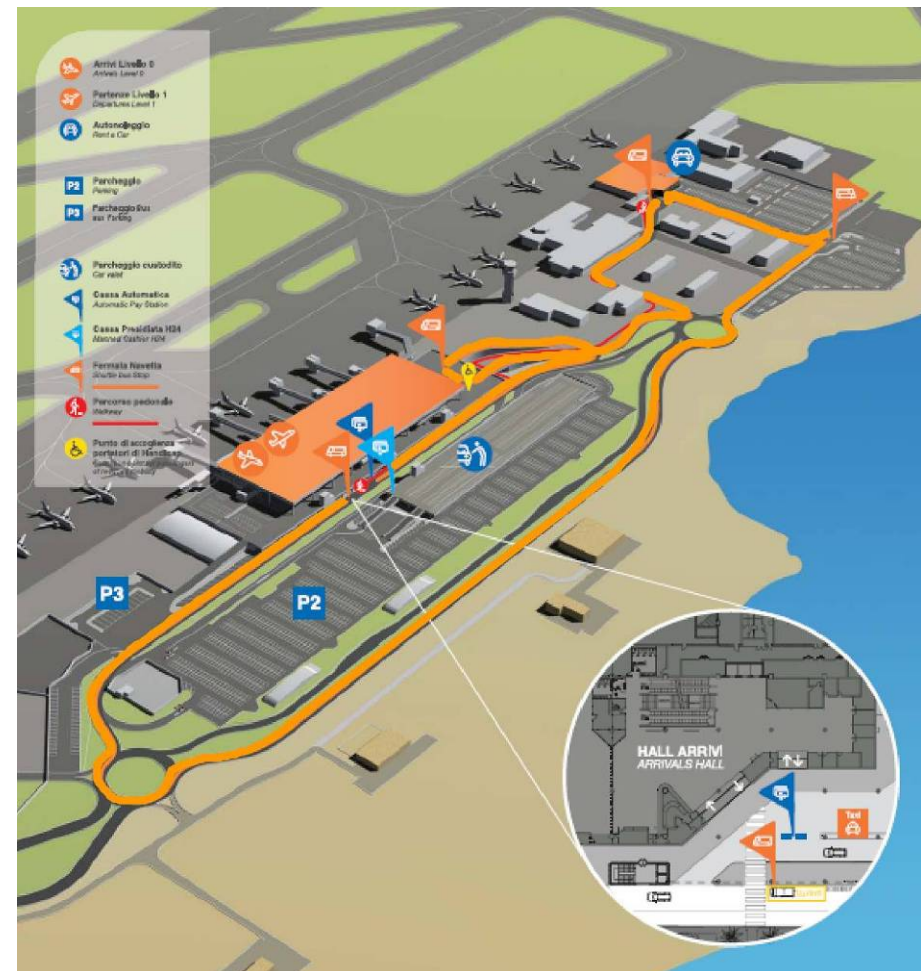 Arrivi Livello 0
Arrivals Level 0
Partenze Livello 1
Departures Level 1
Autonoleggio
Rent a Car
P2
Parcheggio
Parking
P3
Parcheggio Bus
Parking
Parcheggio custodito
Car valet
Cassa Automatica
Automatic Pay Station
Cassa Presidiata H24
Manned Cashier H24
Fermata Navetta
Shuttle Bus Stop
Percorso pedonale
Walkway
Punto di accoglienza
portatori di Handicap
P3
P2
HALL ARRIVI
ARRIVALS HALL
Taxi